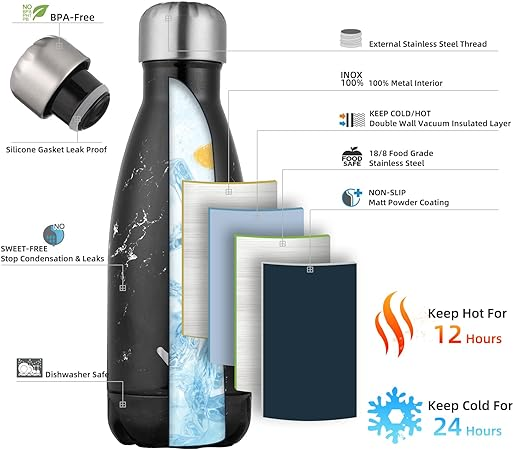 NO
BPA-Free
External Stainless Steel Thread
INOX
100%
100% Metal Interior
KEEP COLD/HOT
Double Wall Vacuum Insulated Layer
Silicone Gasket Leak Proof
FOOD
SAFE
18/8 Food Grade
Stainless Steel
NON-SLIP
Matt Powder Coating
NO
SWEET-FREE
Stop Condensation & Leaks
Keep Hot For
12 Hours
Dishwasher Safe
Keep Cold For
24 Hours